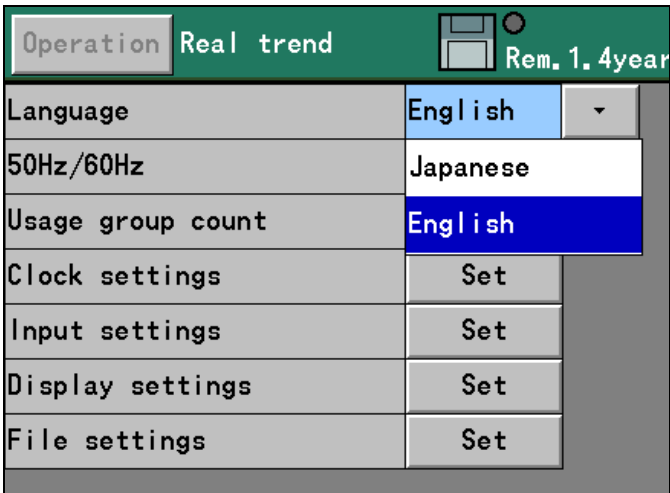 Operation Real trend
Rem. 1. 4year
Language English
50Hz/60Hz Japanese
Usage group count English
Clock settings Set
Input settings Set
Display settings Set
File settings Set